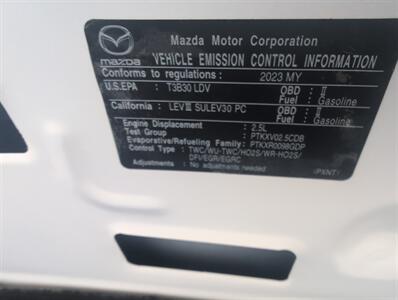 mazda
Mazda Motor Corporation
VEHICLE EMISSION CONTROL INFORMATION
Conforms to regulations: 2023 MY
U.S.EPA : T3B30 LDV OBD : II
Fuel : Gasoline
California : LEVⅢ SULEV30 PC OBD : II
Fuel : Gasoline
Engine Displacement : 2.5L
Test Group : PTKXV02.5CDB
Evaporative/Refueling Family: PTKXR0098GDP
Control Type : TWC/WU-TWC/HO2S/WR-HO2S/
DFI/EGR/EGRC
Adjustments : No adjustments needed.
(PXNT)